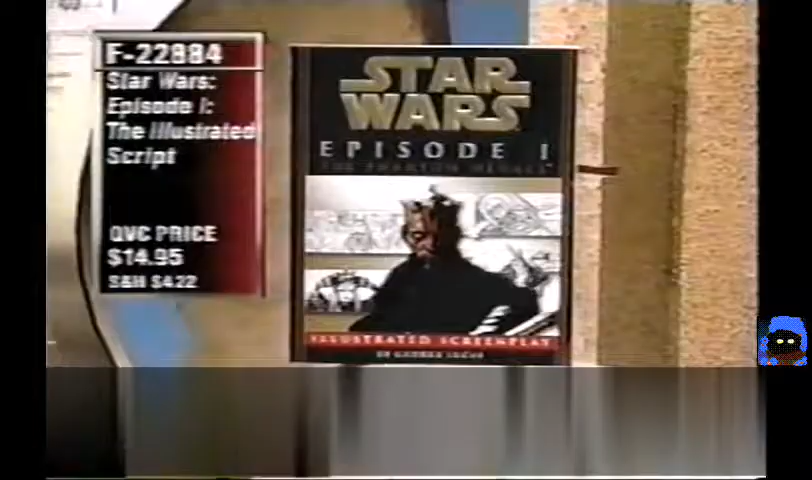 F-22884
Star Wars:
Episode I:
The Illustrated
Script
QVC PRICE
$14.95
S&H $4.22
STAR
WARS
EPISODE I
THE PHANTOM MENACE
ILLUSTRATED SCREENPLAY
BY GEORGE LUCAS